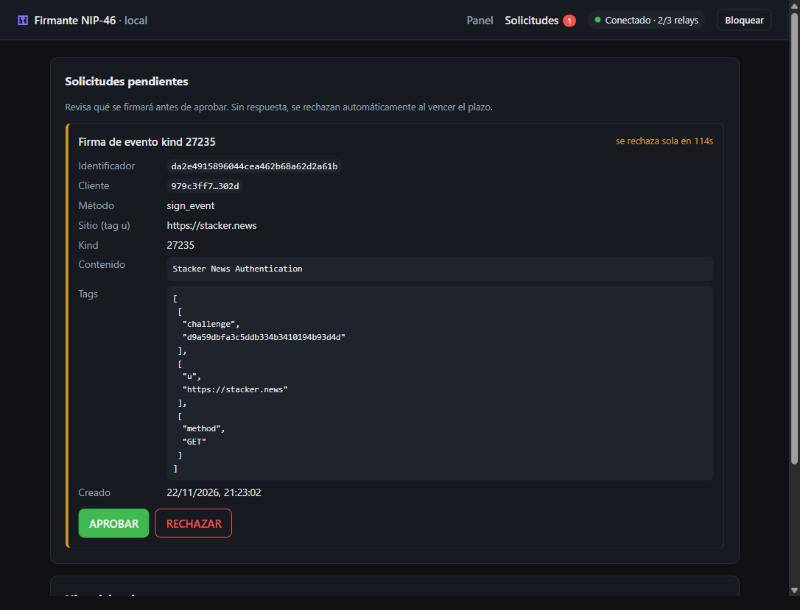 Firmante NIP-46 · local
Panel
Solicitudes 1
Conectado · 2/3 relays
Bloquear
Solicitudes pendientes
Revisa qué se firmará antes de aprobar. Sin respuesta, se rechazan automáticamente al vencer el plazo.
Firma de evento kind 27235
se rechaza sola en 114s
Identificador da2e4915896044cea462b68a62d2a61b
Cliente 979c3ff7…302d
Método sign_event
Sitio (tag u) https://stacker.news
Kind 27235
Contenido Stacker News Authentication
Tags
[
[
"challenge",
"d9a59dbfa3c5ddb334b3410194b93d4d"
],
[
"u",
"https://stacker.news"
],
[
"method",
"GET"
]
]
Creado 22/11/2026, 21:23:02
APROBAR
RECHAZAR